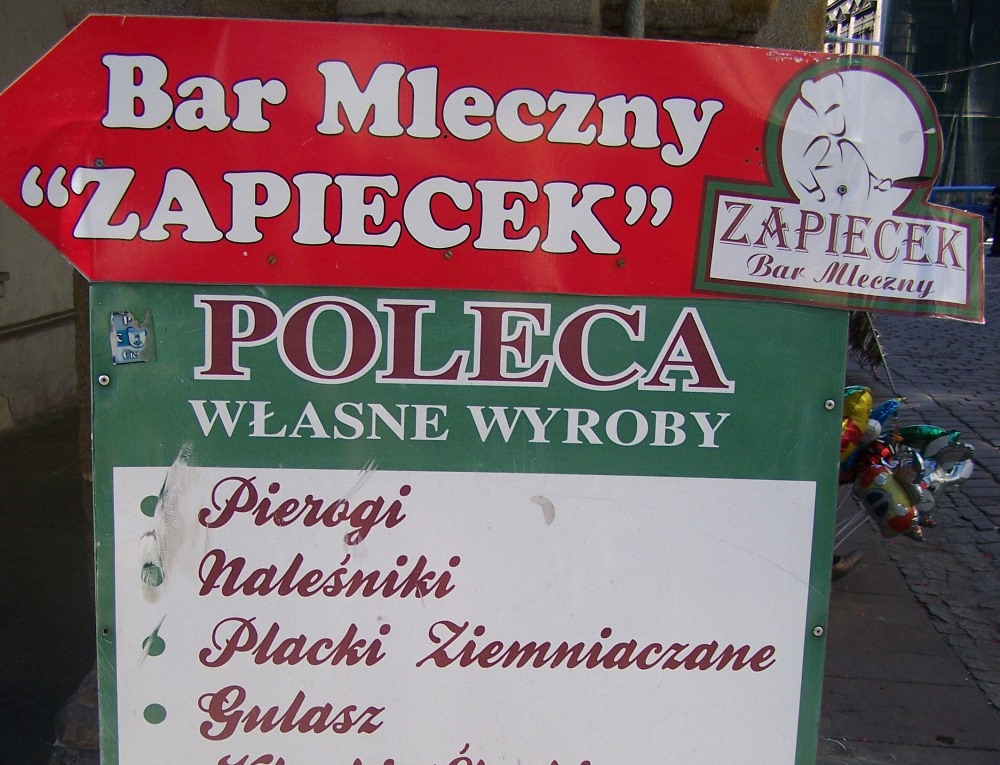 Bar Mleczny
"ZAPIECEK"
ZAPIECEK
Bar Mleczny
POLECA
WŁASNE WYROBY
Pierogi
Naleśniki
Placki Ziemniaczane
Gulasz